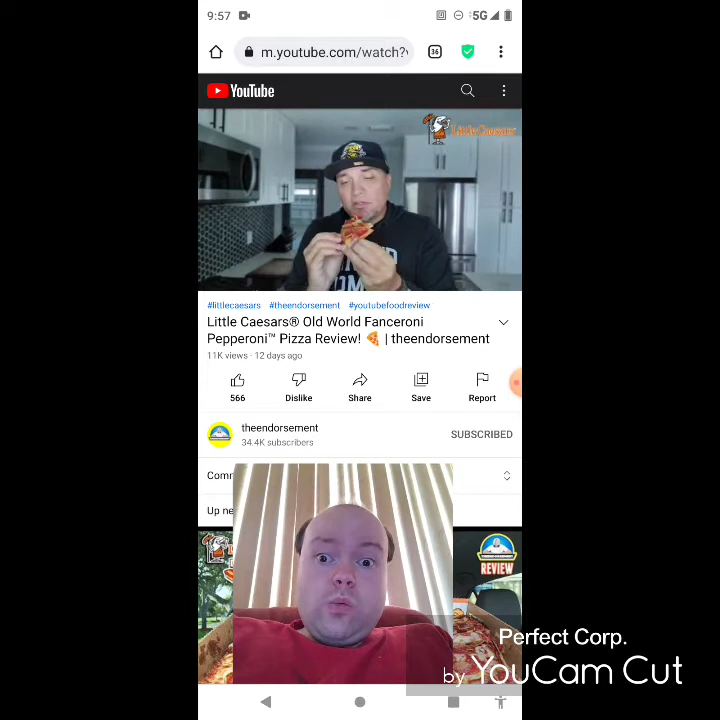 9:57
5G
m.youtube.com/watch?v
36
YouTube
Little Caesars
#littlecaesars #theendorsement #youtubefoodreview
Little Caesars® Old World Fanceroni
Pepperoni™ Pizza Review! 🍕 | theendorsement
11K views · 12 days ago
566 Dislike Share Save Report
theendorsement
34.4K subscribers
SUBSCRIBED
Comm
Up ne
REVIEW
Perfect Corp.
by YouCam Cut